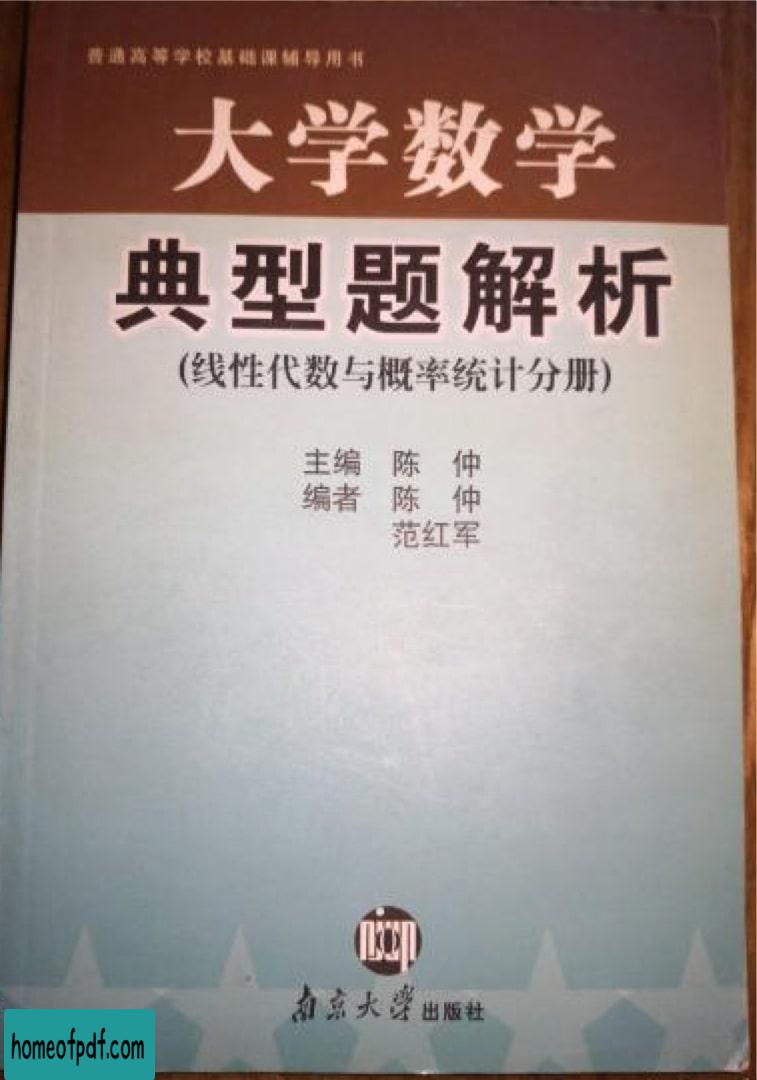 普通高等学校基础课辅导用书
大学数学
典型题解析
(线性代数与概率统计分册)
主编 陈 仲
编者 陈 仲
范红军
南京大学出版社
homeofpdf.com